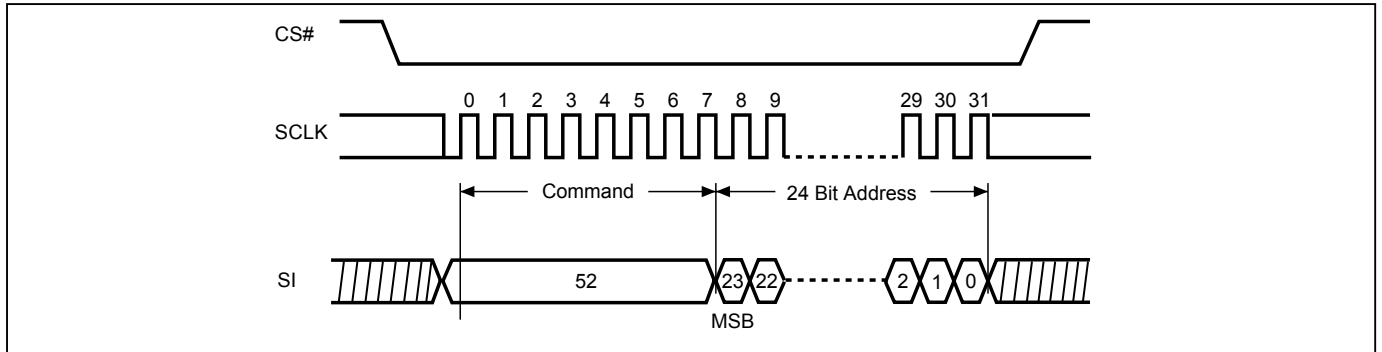 CS#
0 1 2 3 4 5 6 7 8 9 29 30 31
SCLK
Command 24 Bit Address
SI 52 23 22 2 1 0
MSB